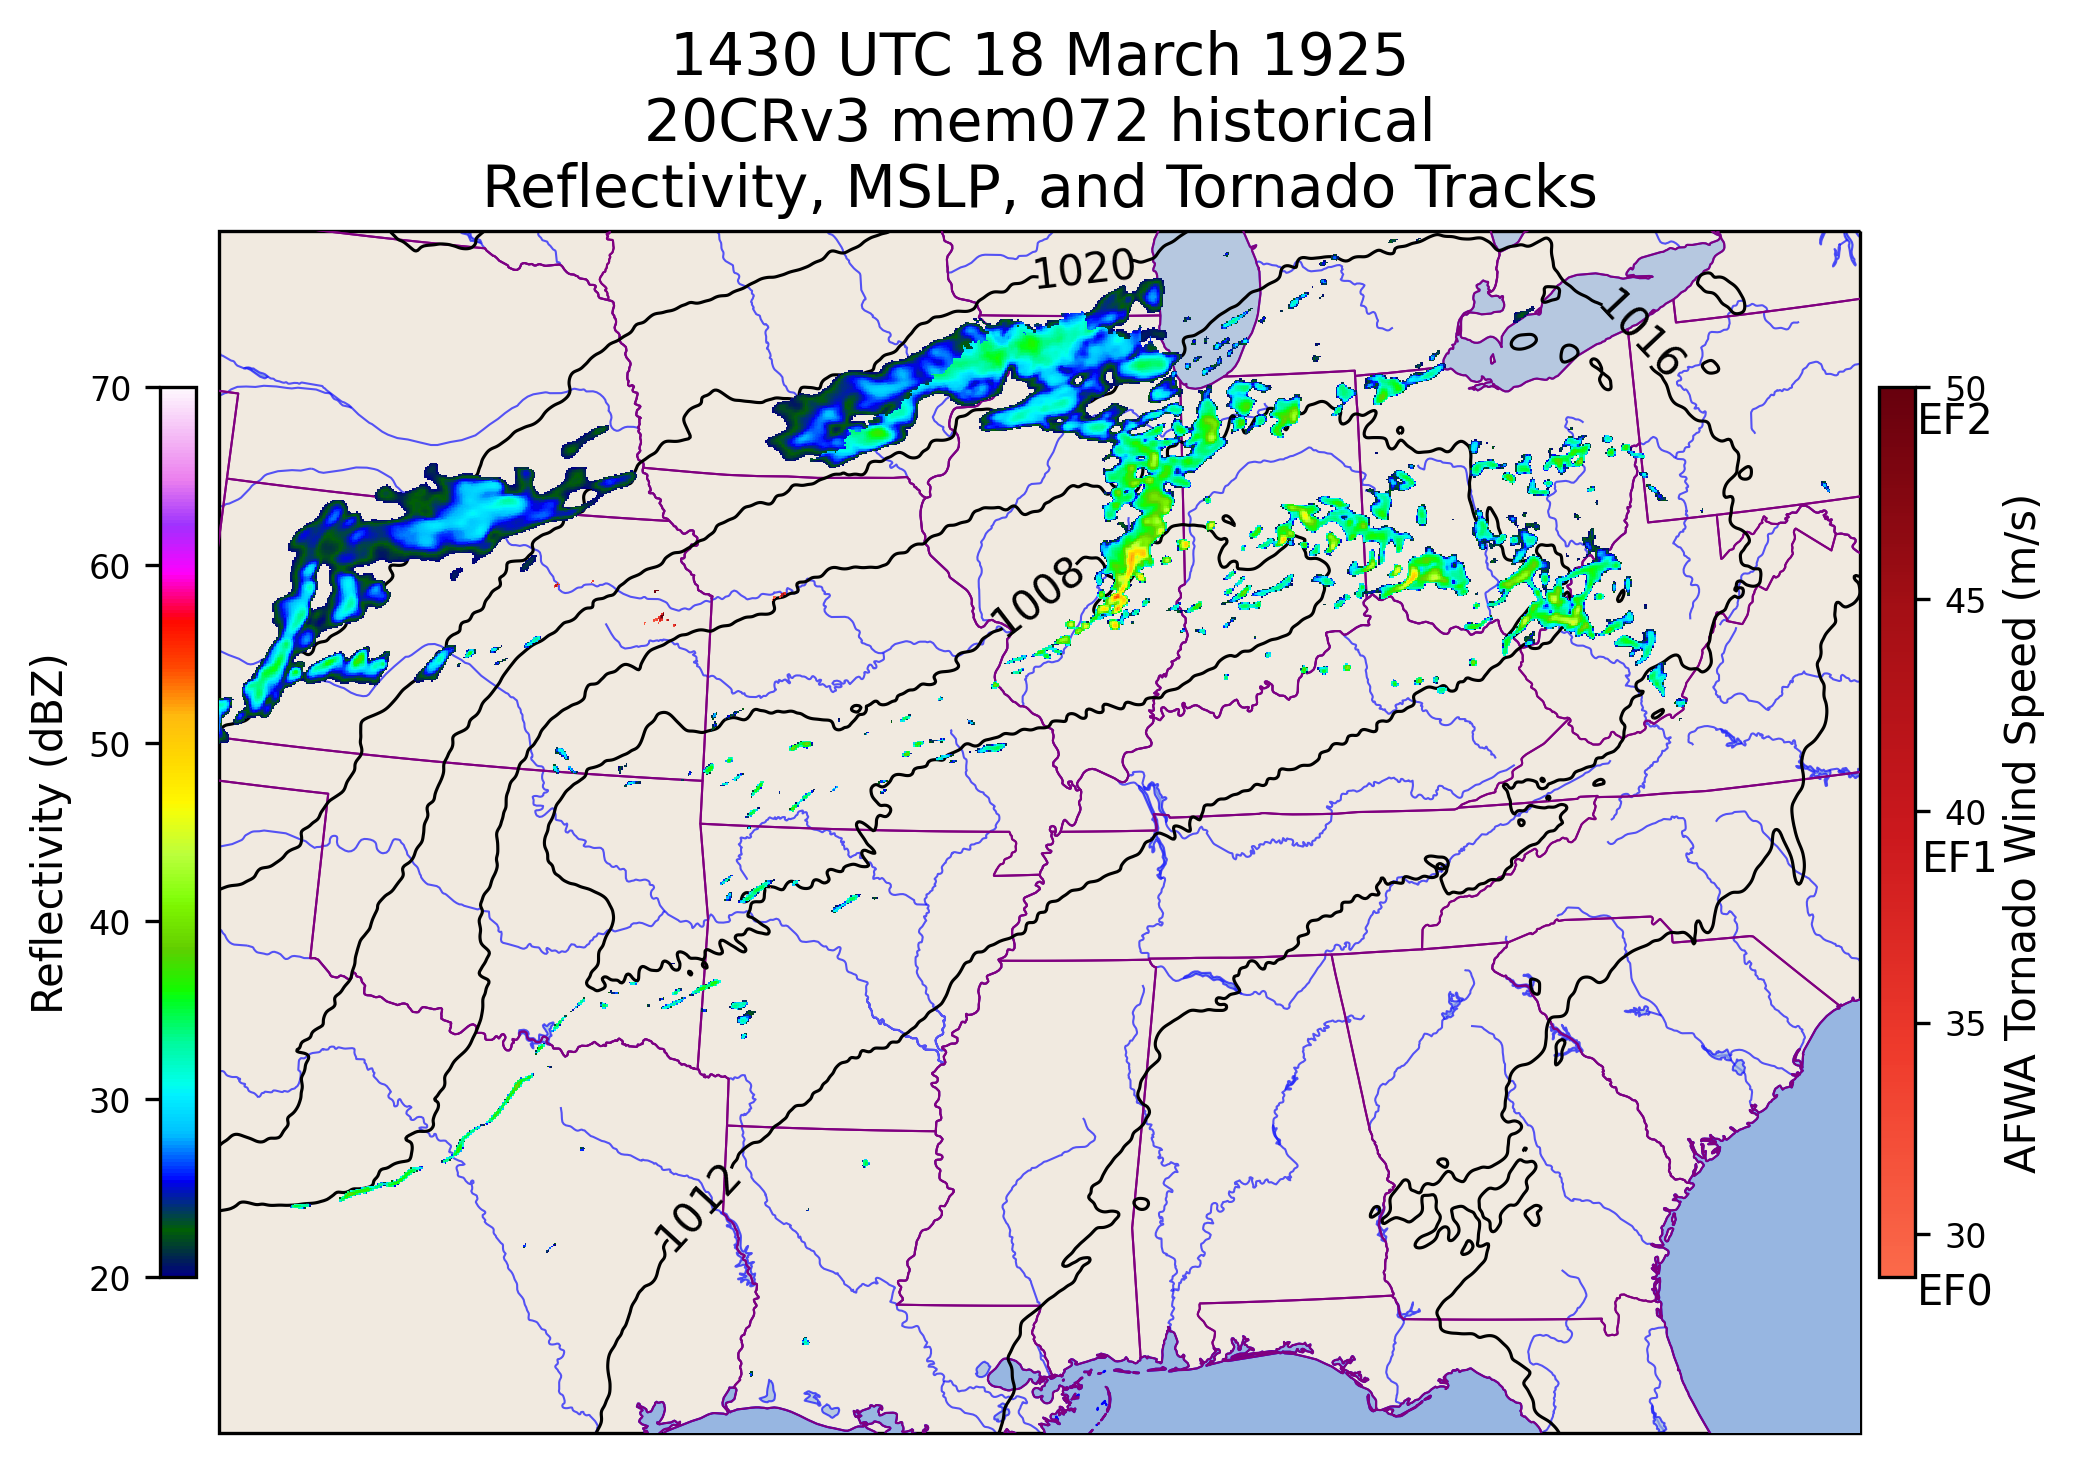 1430 UTC 18 March 1925
20CRv3 mem072 historical
Reflectivity, MSLP, and Tornado Tracks
1020
1016
1008
1012
70
60
50
40
30
20
Reflectivity (dBZ)
50
EF2
45
40
EF1
35
30
EF0
AFWA Tornado Wind Speed (m/s)